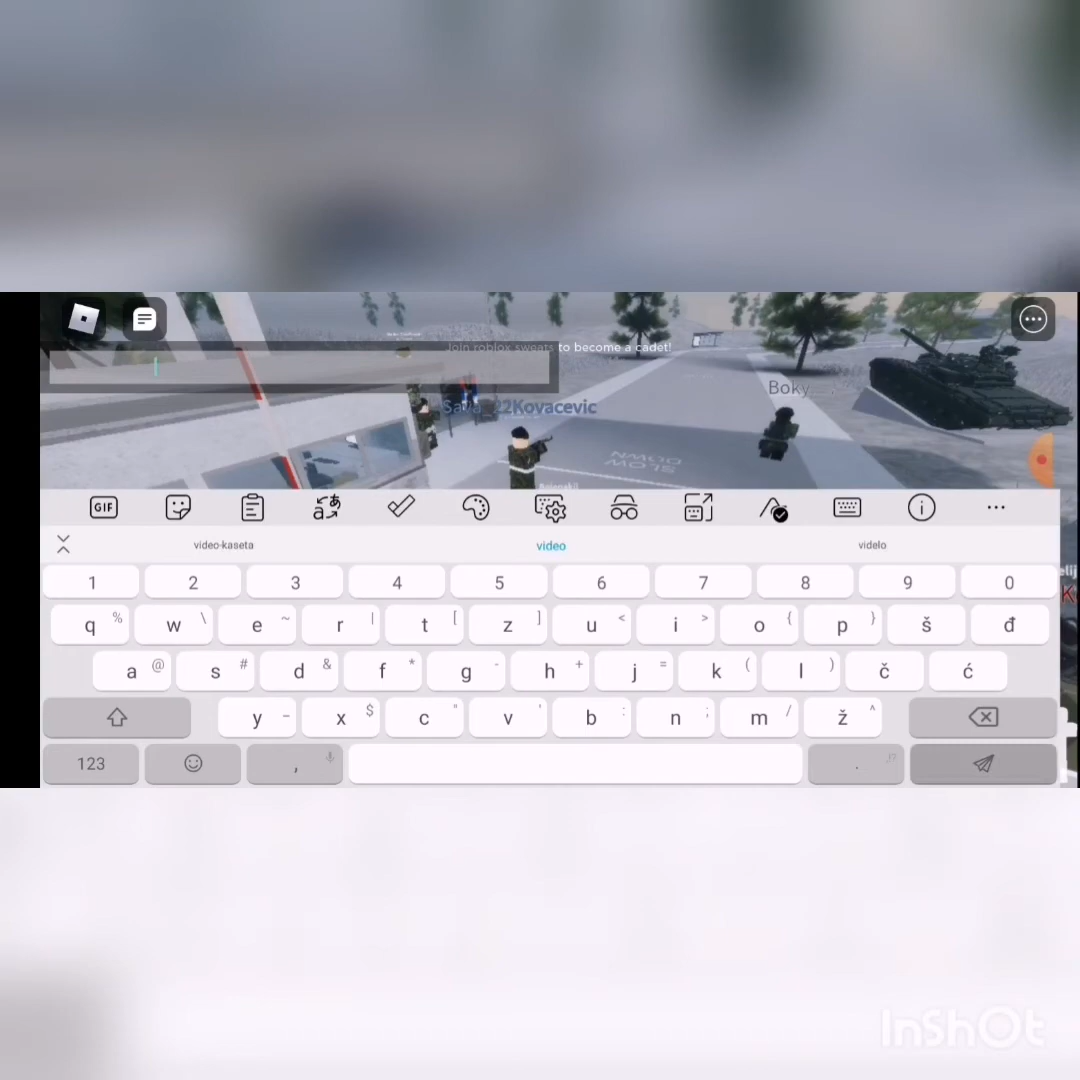 Join roblox sweats to become a cadet!
Boky
22Kovacevic
SLOW
DOWN
GIF
video-kaseta video videlo
1 2 3 4 5 6 7 8 9 0
q % w \ e ~ r | t [ z ] u < i > o { p } š đ
a @ s # d & f * g - h + j = k ( l ) č ć
y _ x $ c " v ' b : n ; m / ž ^
123 , . !?
InShOt